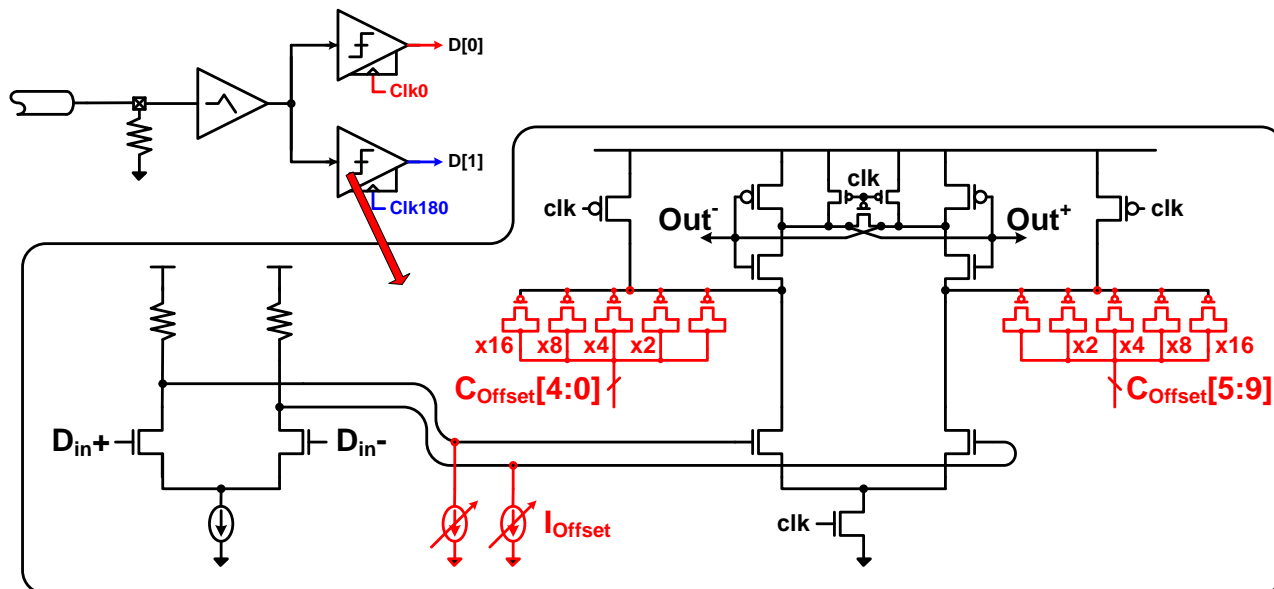 D[0]
Clk0
D[1]
Clk180
clk
clk
clk
Out-
Out+
x16 x8 x4 x2
x2 x4 x8 x16
COffset[4:0]
COffset[5:9]
Din+
Din-
IOffset
clk